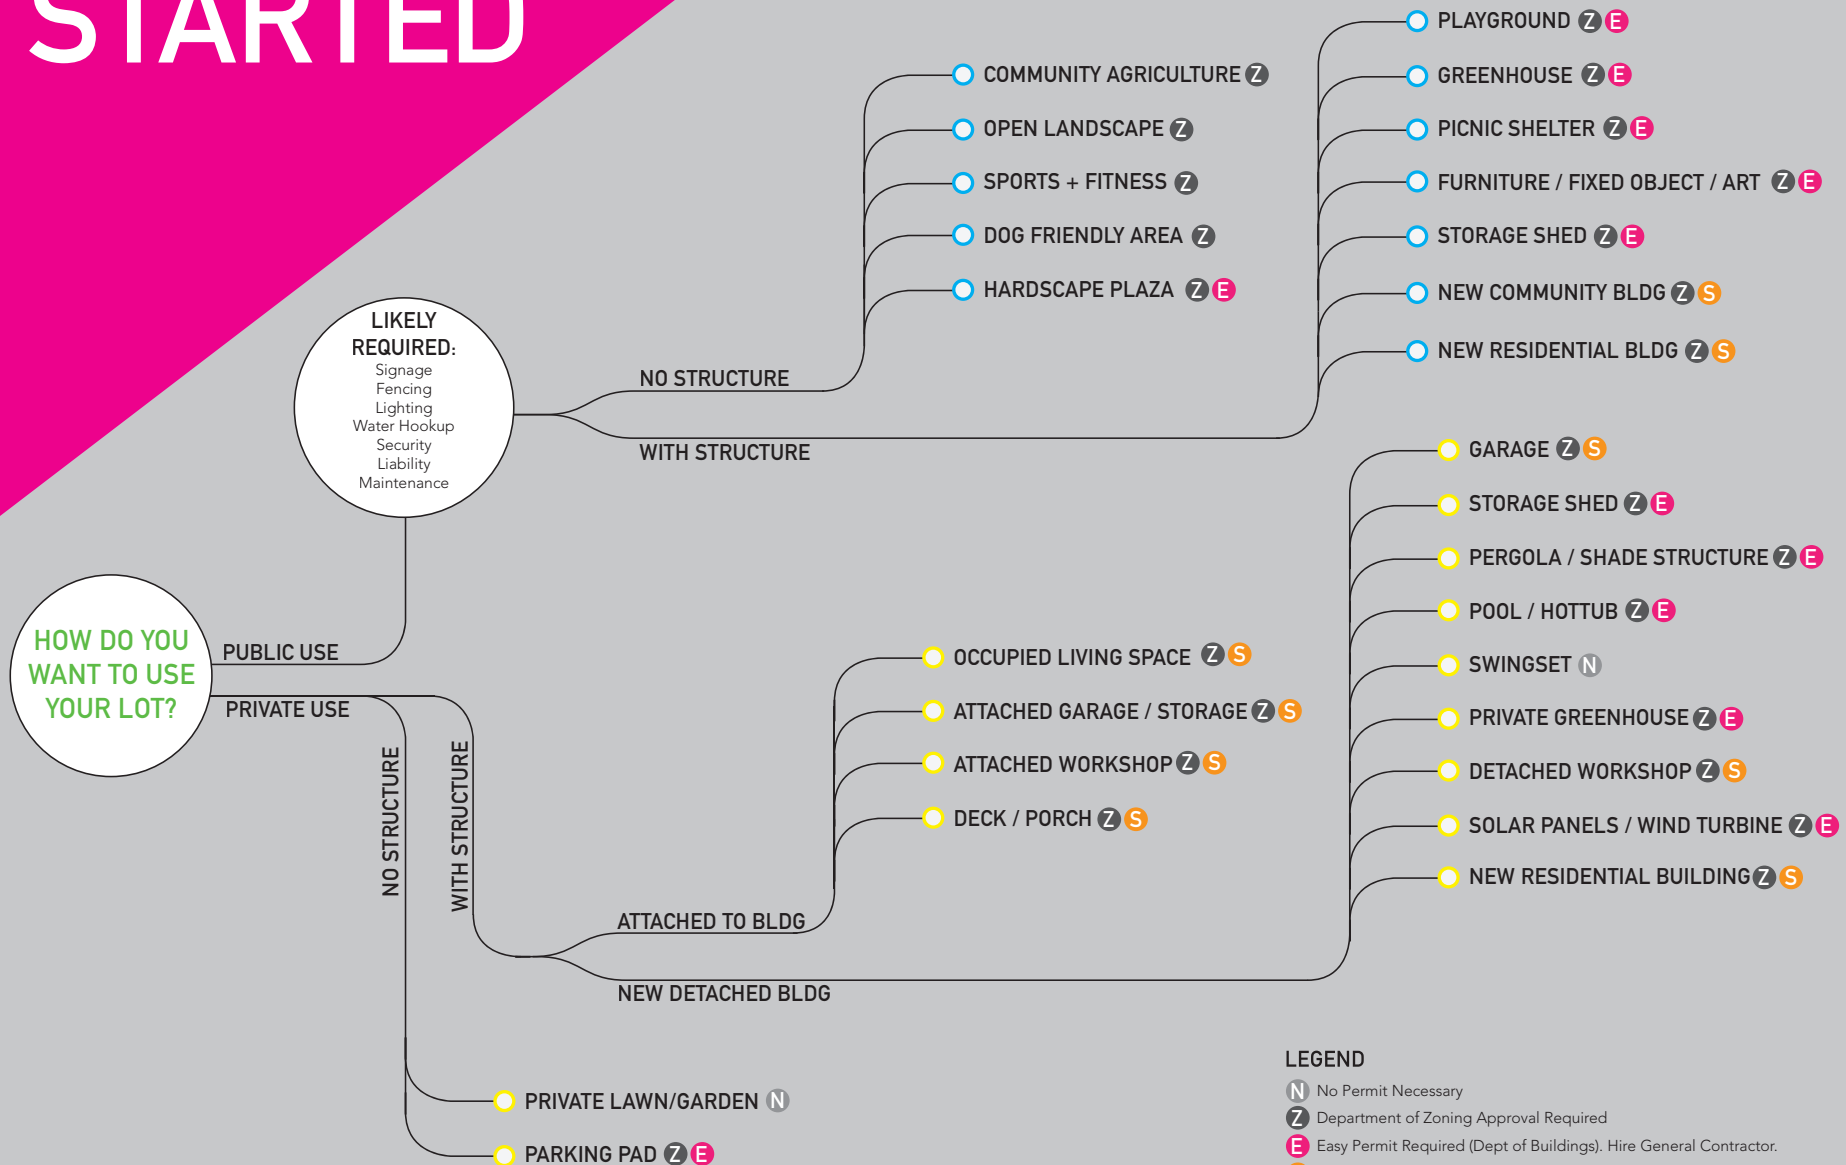 STARTED
COMMUNITY AGRICULTURE Z
OPEN LANDSCAPE Z
SPORTS + FITNESS Z
DOG FRIENDLY AREA Z
HARDSCAPE PLAZA Z E
PLAYGROUND Z E
GREENHOUSE Z E
PICNIC SHELTER Z E
FURNITURE / FIXED OBJECT / ART Z E
STORAGE SHED Z E
NEW COMMUNITY BLDG Z S
NEW RESIDENTIAL BLDG Z S
LIKELY
REQUIRED:
Signage
Fencing
Lighting
Water Hookup
Security
Liability
Maintenance
NO STRUCTURE
WITH STRUCTURE
HOW DO YOU
WANT TO USE
YOUR LOT?
PUBLIC USE
PRIVATE USE
NO STRUCTURE
WITH STRUCTURE
OCCUPIED LIVING SPACE Z S
ATTACHED GARAGE / STORAGE Z S
ATTACHED WORKSHOP Z S
DECK / PORCH Z S
ATTACHED TO BLDG
NEW DETACHED BLDG
GARAGE Z S
STORAGE SHED Z E
PERGOLA / SHADE STRUCTURE Z E
POOL / HOTTUB Z E
SWINGSET N
PRIVATE GREENHOUSE Z E
DETACHED WORKSHOP Z S
SOLAR PANELS / WIND TURBINE Z E
NEW RESIDENTIAL BUILDING Z S
PRIVATE LAWN/GARDEN N
PARKING PAD Z E
LEGEND
N No Permit Necessary
Z Department of Zoning Approval Required
E Easy Permit Required (Dept of Buildings). Hire General Contractor.